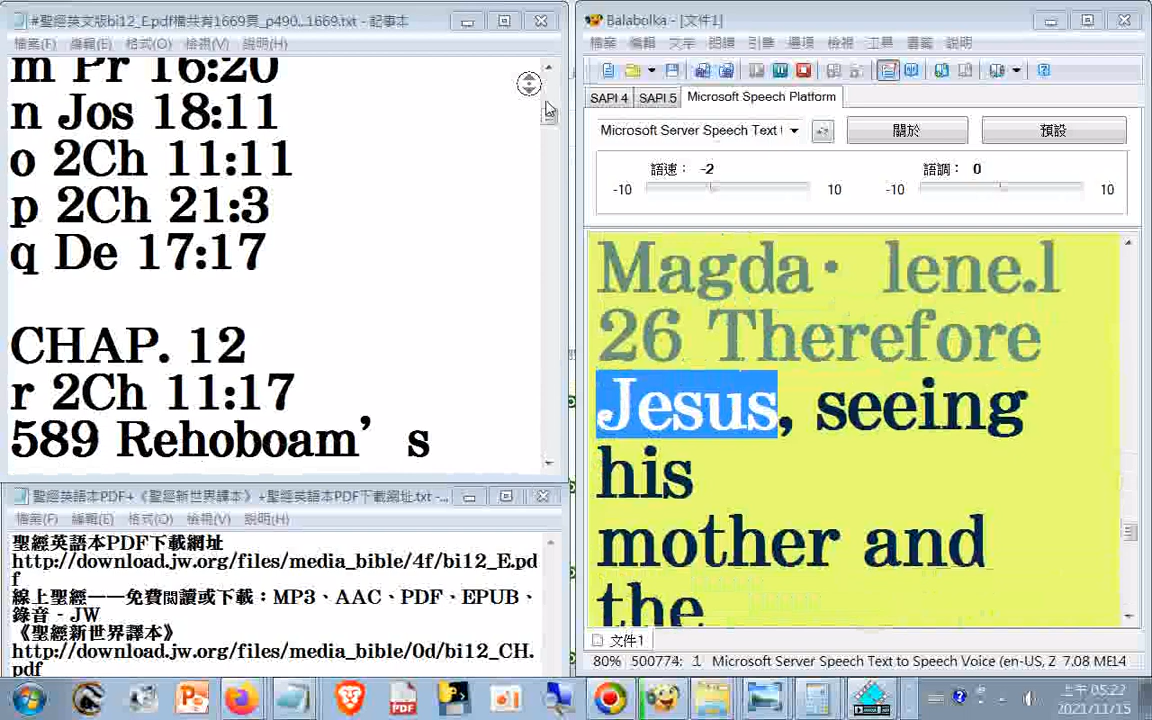 #聖經英文版bi12_E.pdf檔共有1669頁_p490...1669.txt - 記事本
檔案(F) 編輯(E) 格式(O) 檢視(V) 說明(H)
m Pr 16:20
n Jos 18:11
o 2Ch 11:11
p 2Ch 21:3
q De 17:17
CHAP. 12
r 2Ch 11:17
589 Rehoboam’s
聖經英語本PDF+《聖經新世界譯本》+聖經英語本PDF下載網址.txt - ...
檔案(F) 編輯(E) 格式(O) 檢視(V) 說明(H)
聖經英語本PDF下載網址
http://download.jw.org/files/media_bible/4f/bi12_E.pd
f
線上聖經——免費閱讀或下載：MP3、AAC、PDF、EPUB、
錄音 - JW
《聖經新世界譯本》
http://download.jw.org/files/media_bible/0d/bi12_CH.
pdf
Balabolka - [文件1]
檔案 編輯 文字 朗讀 引擎 選項 檢視 工具 書籤 說明
SAPI 4 SAPI 5 Microsoft Speech Platform
Microsoft Server Speech Text 關於 預設
語速： -2 語調： 0
-10 10 -10 10
Magda· lene.l
26 Therefore
Jesus, seeing
his
mother and
the
文件1
80% 500774: 1 Microsoft Server Speech Text to Speech Voice (en-US, Z 7.08 ME14
上午 05:22
2021/11/15